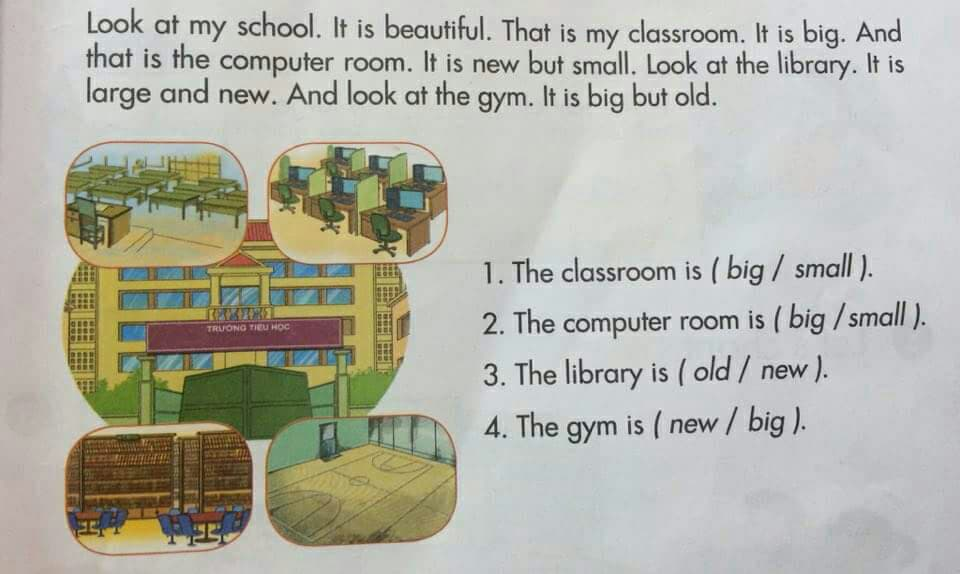 Look at my school. It is beautiful. That is my classroom. It is big. And
that is the computer room. It is new but small. Look at the library. It is
large and new. And look at the gym. It is big but old.
TRƯỜNG TIỂU HỌC
1. The classroom is ( big / small ).
2. The computer room is ( big / small ).
3. The library is ( old / new ).
4. The gym is ( new / big ).